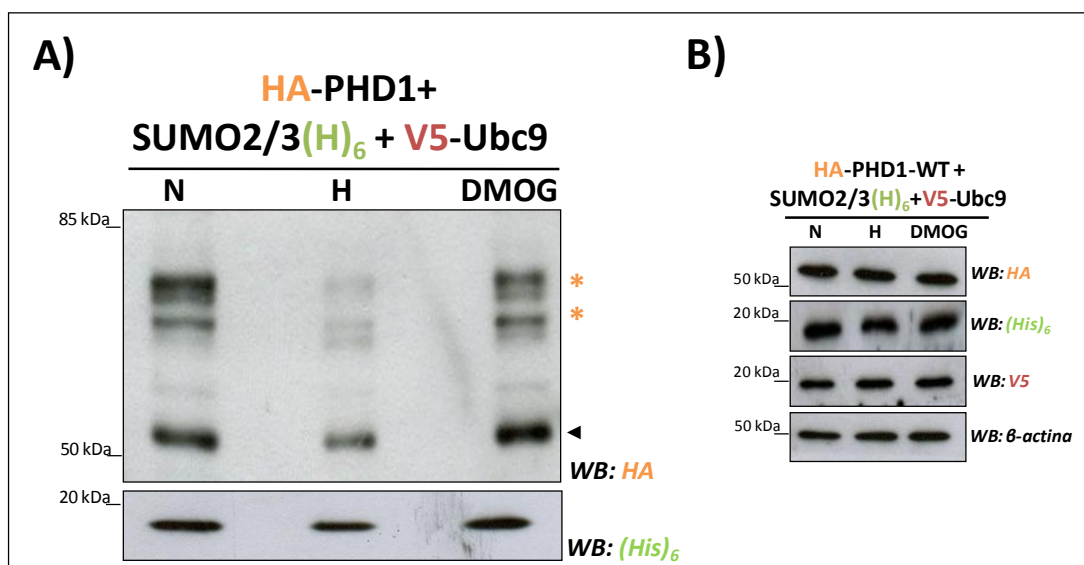 A)
HA-PHD1+
SUMO2/3(H)6 + V5-Ubc9
N H DMOG
85 kDa
*
*
50 kDa
WB: HA
20 kDa
WB: (His)6
B)
HA-PHD1-WT +
SUMO2/3(H)6+V5-Ubc9
N H DMOG
50 kDa
WB: HA
20 kDa
WB: (His)6
20 kDa
WB: V5
50 kDa
WB: β-actina